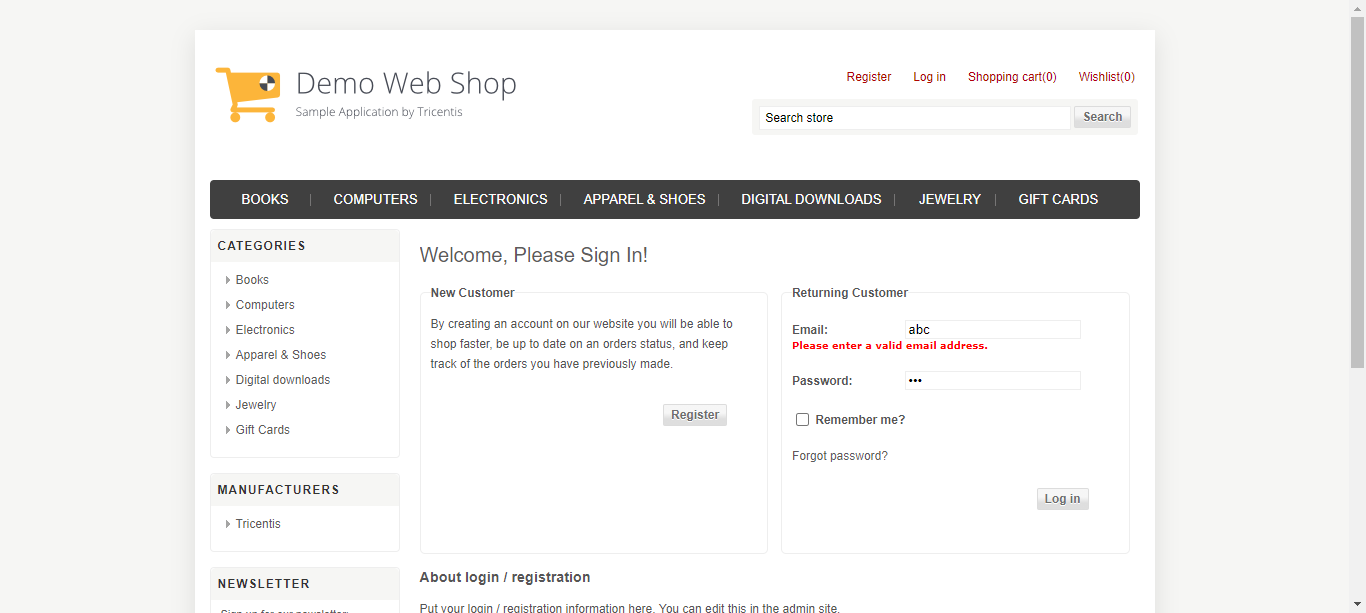 Demo Web Shop
Sample Application by Tricentis
Register Log in Shopping cart(0) Wishlist(0)
Search store Search
BOOKS COMPUTERS ELECTRONICS APPAREL & SHOES DIGITAL DOWNLOADS JEWELRY GIFT CARDS
CATEGORIES
Books
Computers
Electronics
Apparel & Shoes
Digital downloads
Jewelry
Gift Cards
MANUFACTURERS
Tricentis
NEWSLETTER
Sign up for our newsletter:
Welcome, Please Sign In!
New Customer
By creating an account on our website you will be able to
shop faster, be up to date on an orders status, and keep
track of the orders you have previously made.
Register
Returning Customer
Email: abc
Please enter a valid email address.
Password: •••
Remember me?
Forgot password?
Log in
About login / registration
Put your login / registration information here. You can edit this in the admin site.